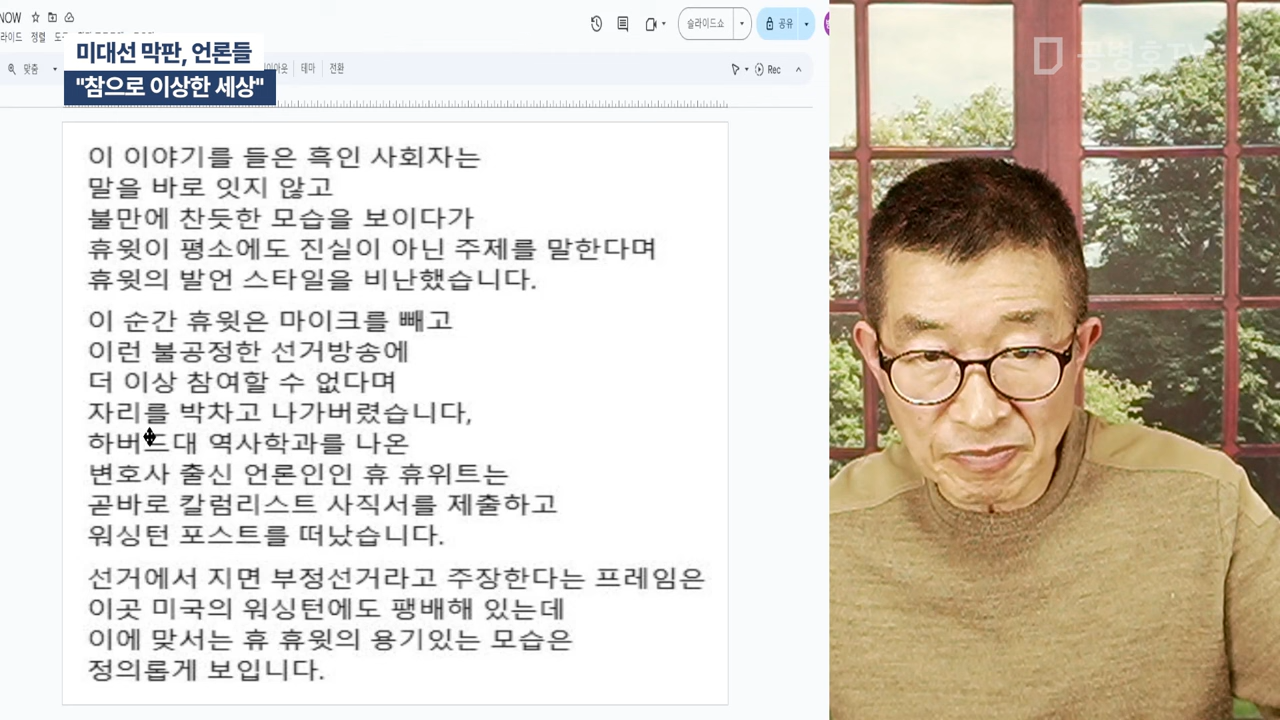 NOW
슬라이드쇼
공유
라이드 정렬
미대선 막판, 언론들
"참으로 이상한 세상"
맞춤
테마
전환
Rec
공병호TV
이 이야기를 들은 흑인 사회자는
말을 바로 잇지 않고
불만에 찬듯한 모습을 보이다가
휴윗이 평소에도 진실이 아닌 주제를 말한다며
휴윗의 발언 스타일을 비난했습니다.
이 순간 휴윗은 마이크를 빼고
이런 불공정한 선거방송에
더 이상 참여할 수 없다며
자리를 박차고 나가버렸습니다,
하버드대 역사학과를 나온
변호사 출신 언론인인 휴 휴위트는
곧바로 칼럼리스트 사직서를 제출하고
워싱턴 포스트를 떠났습니다.
선거에서 지면 부정선거라고 주장한다는 프레임은
이곳 미국의 워싱턴에도 팽배해 있는데
이에 맞서는 휴 휴윗의 용기있는 모습은
정의롭게 보입니다.